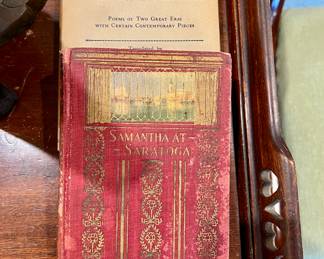 POEMS OF TWO GREAT ERAS
WITH CERTAIN CONTEMPORARY PIECES
Translated by
SAMANTHA AT
SARATOGA